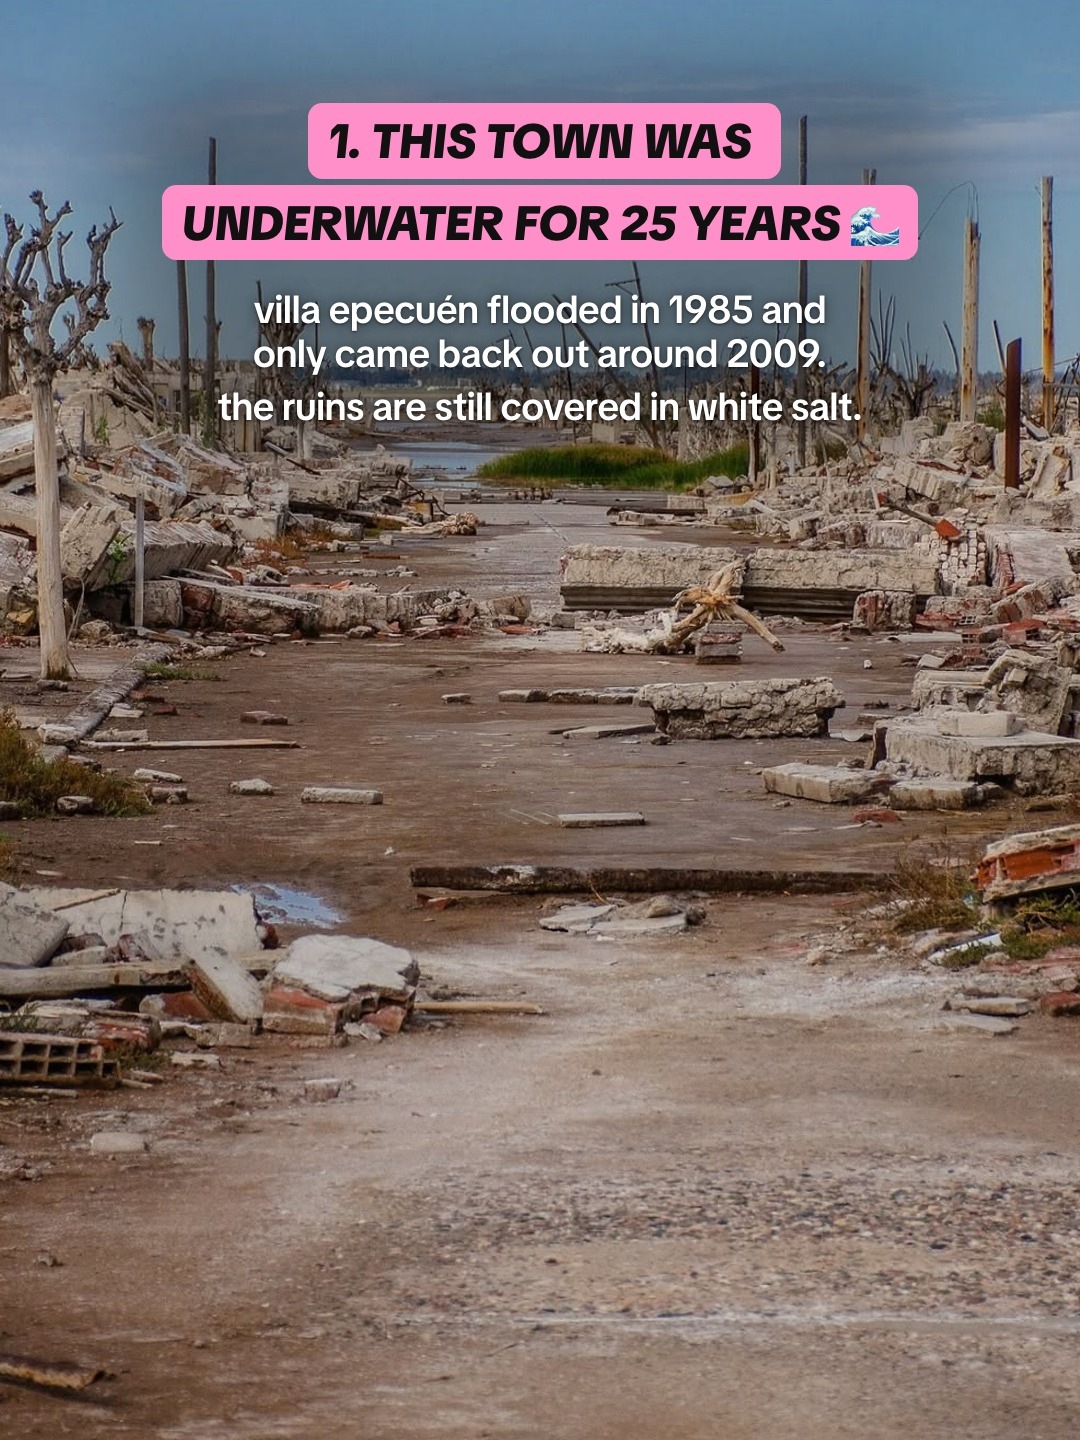 1. THIS TOWN WAS
UNDERWATER FOR 25 YEARS 🌊
villa epecuén flooded in 1985 and
only came back out around 2009.
the ruins are still covered in white salt.